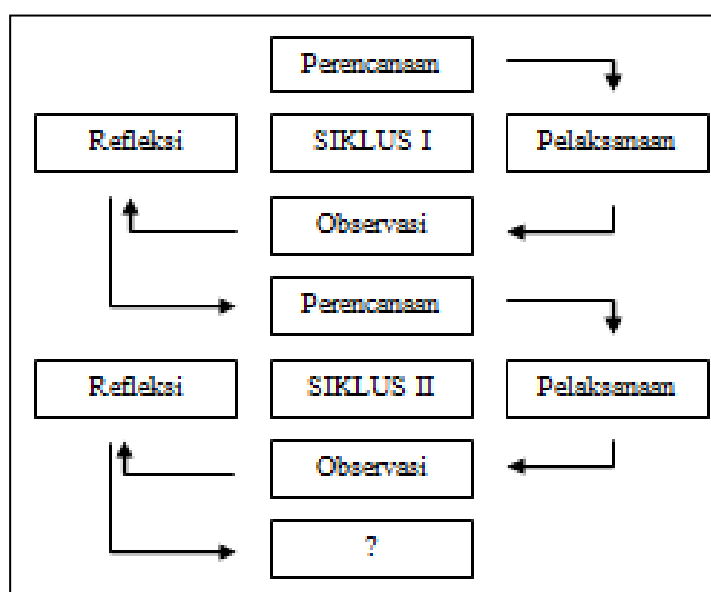 Perencanaan
Refleksi
SIKLUS I
Pelaksanaan
Observasi
Perencanaan
Refleksi
SIKLUS II
Pelaksanaan
Observasi
?